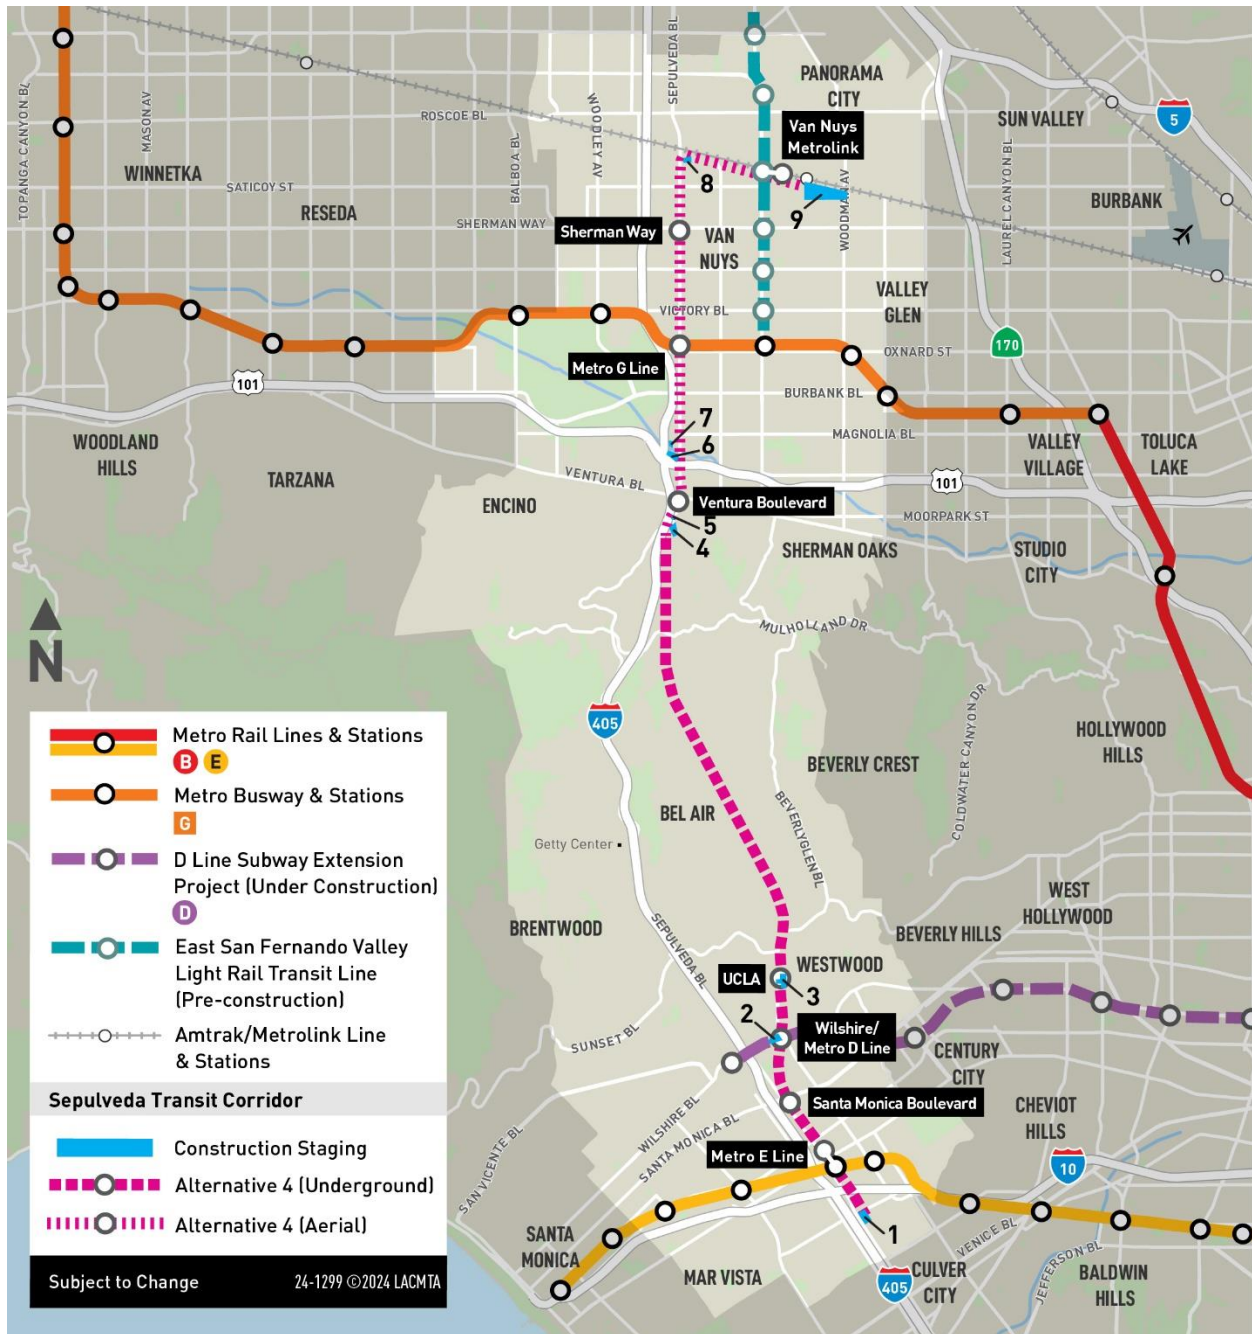 SEPULVEDA BL
PANORAMA
CITY
5
TOPANGA CANYON BL
MASON AV
ROSCOE BL
BALBOA BL
WOODLEY AV
Van Nuys
Metrolink
SUN VALLEY
LAUREL CANYON BL
WINNETKA
SATICOY ST
RESEDA
SHERMAN WAY
8
9
WOODMAN AV
BURBANK
Sherman Way
VAN
NUYS
VICTORY BL
VALLEY
GLEN
OXNARD ST
170
101
Metro G Line
BURBANK BL
7
6
MAGNOLIA BL
WOODLAND
HILLS
TARZANA
VENTURA BL
ENCINO
VALLEY
VILLAGE
TOLUCA
LAKE
101
Ventura Boulevard
5
4
MOORPARK ST
SHERMAN OAKS
STUDIO
CITY
MULHOLLAND DR
N
405
COLDWATER CANYON DR
HOLLYWOOD
HILLS
BEVERLY CREST
BEL AIR
BEVERLYGLEN BL
Getty Center
WEST
HOLLYWOOD
BRENTWOOD
SEPULVEDA BL
BEVERLY HILLS
UCLA
WESTWOOD
3
2
Wilshire/
Metro D Line
SUNSET BL
CENTURY
CITY
Santa Monica Boulevard
WILSHIRE BL
SANTA MONICA BL
CHEVIOT
HILLS
Metro E Line
10
SAN VICENTE BL
1
SANTA
MONICA
VENICE BL
JEFFERSON BL
MAR VISTA
405
CULVER
CITY
BALDWIN
HILLS
Metro Rail Lines & Stations
B E
Metro Busway & Stations
G
D Line Subway Extension
Project (Under Construction)
D
East San Fernando Valley
Light Rail Transit Line
(Pre-construction)
Amtrak/Metrolink Line
& Stations
Sepulveda Transit Corridor
Construction Staging
Alternative 4 (Underground)
Alternative 4 (Aerial)
Subject to Change 24-1299 ©2024 LACMTA